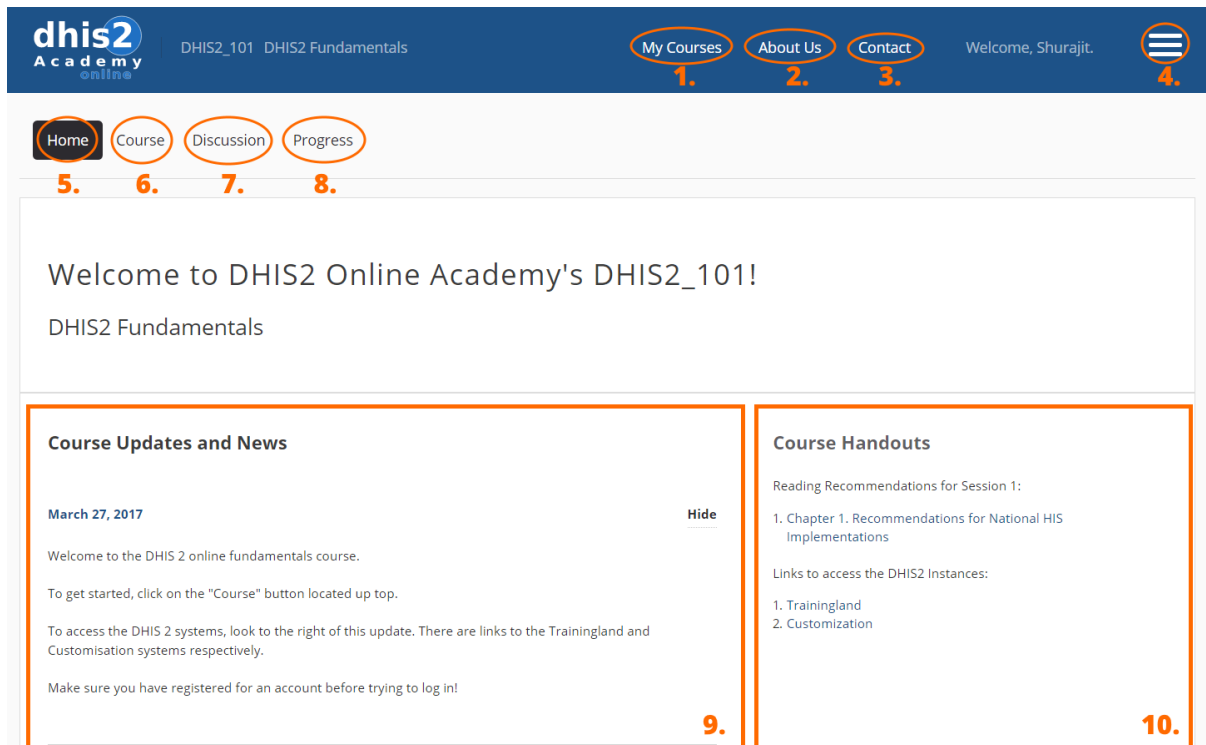 dhis2
Academy
online
DHIS2_101 DHIS2 Fundamentals
My Courses
About Us
Contact
Welcome, Shurajit.
1.
2.
3.
4.
Home
Course
Discussion
Progress
5.
6.
7.
8.
Welcome to DHIS2 Online Academy's DHIS2_101!
DHIS2 Fundamentals
Course Updates and News
March 27, 2017
Hide
Welcome to the DHIS 2 online fundamentals course.
To get started, click on the "Course" button located up top.
To access the DHIS 2 systems, look to the right of this update. There are links to the Trainingland and
Customisation systems respectively.
Make sure you have registered for an account before trying to log in!
9.
Course Handouts
Reading Recommendations for Session 1:
1. Chapter 1. Recommendations for National HIS
Implementations
Links to access the DHIS2 Instances:
1. Trainingland
2. Customization
10.